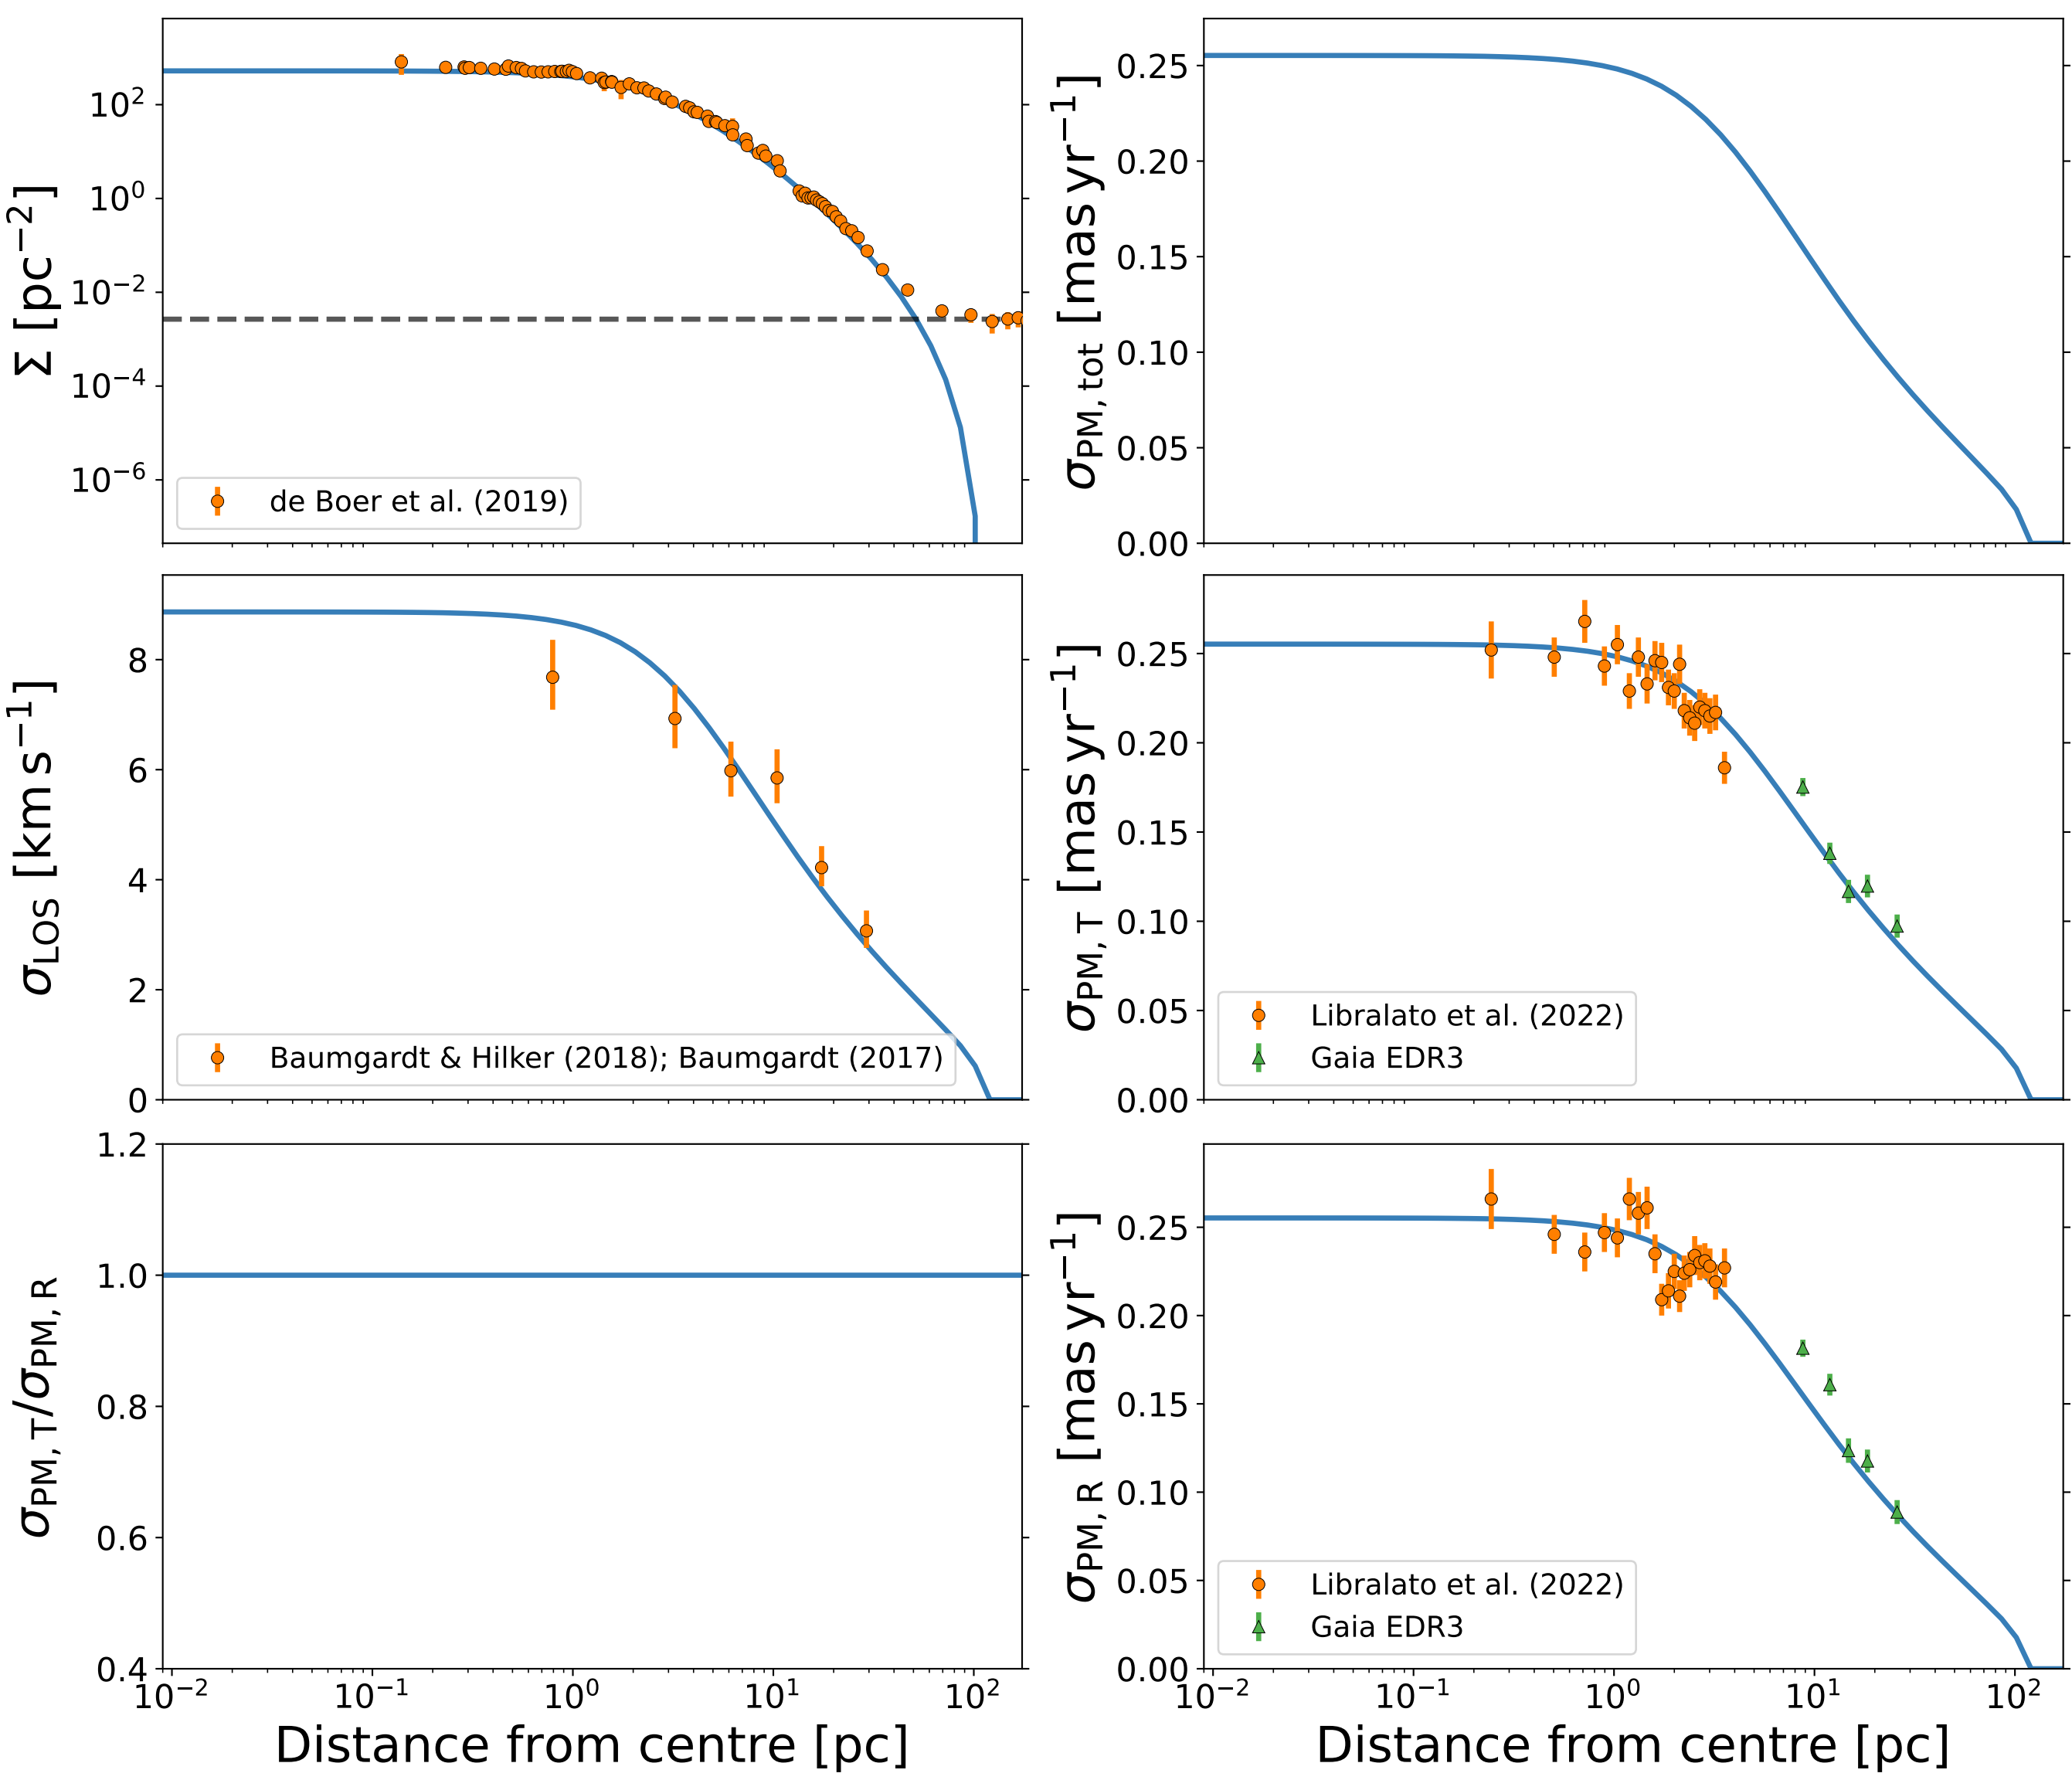 Σ [pc⁻²]
10²
10⁰
10⁻²
10⁻⁴
10⁻⁶
de Boer et al. (2019)
σPM, tot [mas yr⁻¹]
0.25
0.20
0.15
0.10
0.05
0.00
σLOS [km s⁻¹]
8
6
4
2
0
Baumgardt & Hilker (2018); Baumgardt (2017)
σPM, T [mas yr⁻¹]
0.25
0.20
0.15
0.10
0.05
0.00
Libralato et al. (2022)
Gaia EDR3
σPM, T/σPM, R
1.2
1.0
0.8
0.6
0.4
10⁻² 10⁻¹ 10⁰ 10¹ 10²
Distance from centre [pc]
σPM, R [mas yr⁻¹]
0.25
0.20
0.15
0.10
0.05
0.00
Libralato et al. (2022)
Gaia EDR3
10⁻² 10⁻¹ 10⁰ 10¹ 10²
Distance from centre [pc]